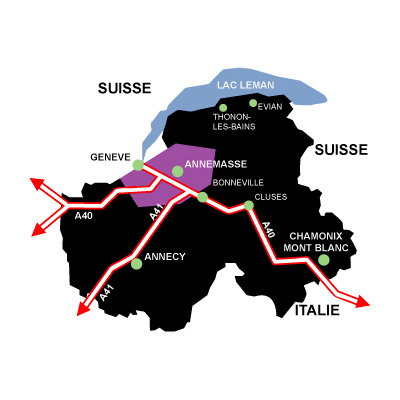 SUISSE
LAC LEMAN
EVIAN
THONON-
LES-BAINS
SUISSE
GENEVE
ANNEMASSE
BONNEVILLE
CLUSES
A40
A41
A40
CHAMONIX
MONT BLANC
ANNECY
A41
ITALIE